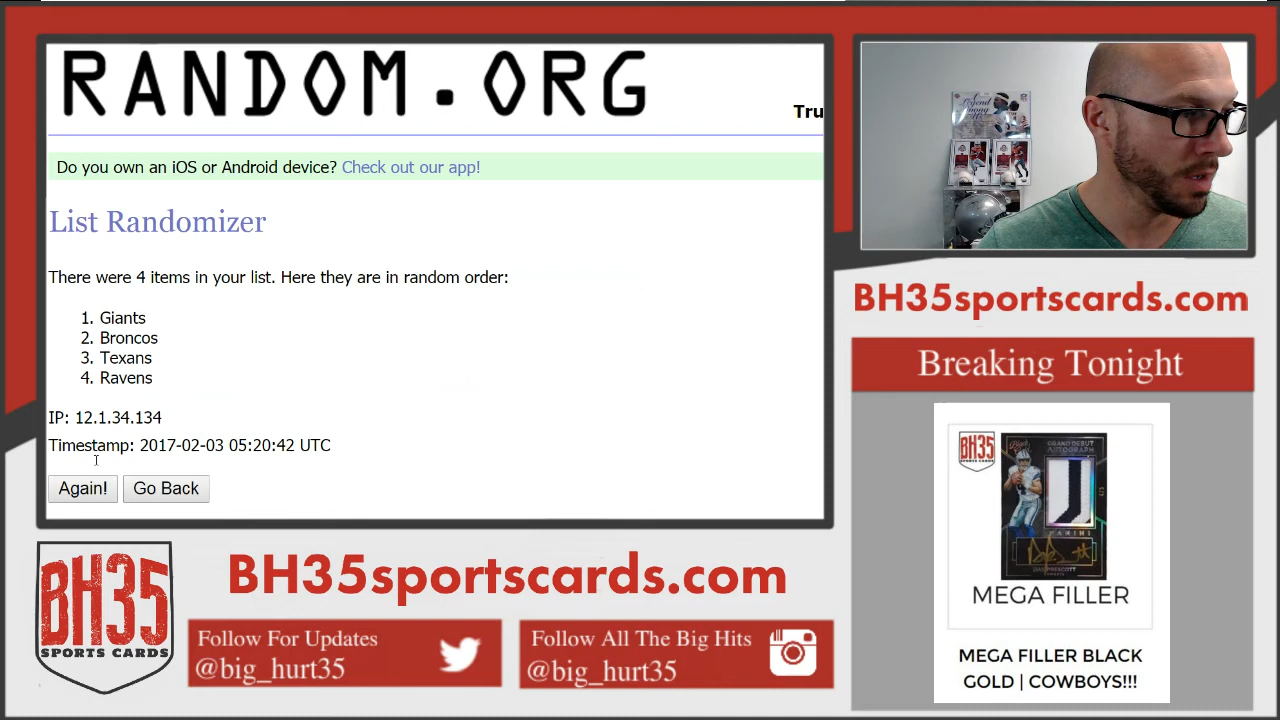 RANDOM.ORG
Tru
Do you own an iOS or Android device? Check out our app!
List Randomizer
There were 4 items in your list. Here they are in random order:
1. Giants
2. Broncos
3. Texans
4. Ravens
IP: 12.1.34.134
Timestamp: 2017-02-03 05:20:42 UTC
Again! Go Back
BH35sportscards.com
Breaking Tonight
BH35
GRAND DEBUT
AUTOGRAPH
PANINI
MEGA FILLER
MEGA FILLER BLACK
GOLD | COWBOYS!!!
BH35
SPORTS CARDS
BH35sportscards.com
Follow For Updates
@big_hurt35
Follow All The Big Hits
@big_hurt35